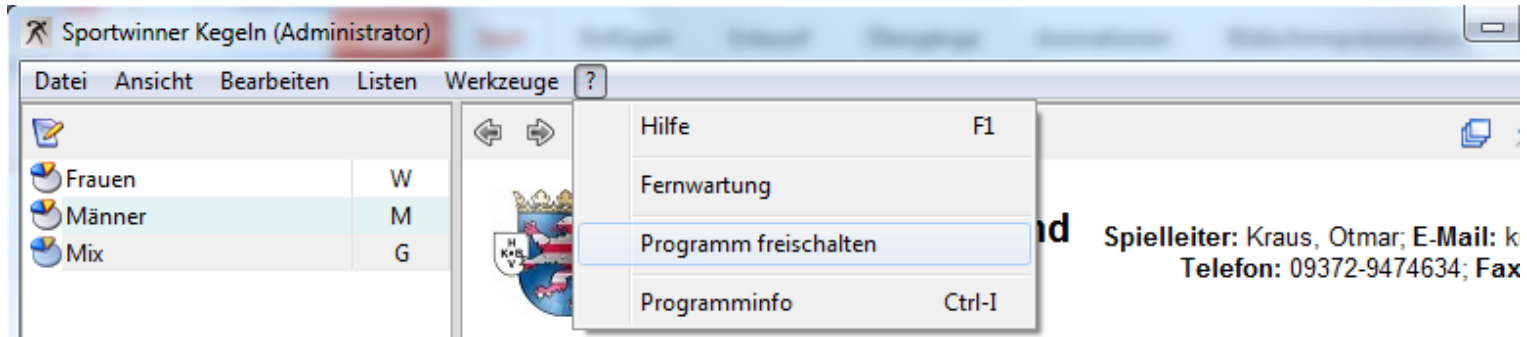 Sportwinner Kegeln (Administrator)
Datei Ansicht Bearbeiten Listen Werkzeuge ?
Hilfe F1
Frauen W
Fernwartung
Männer M
Mix G
Programm freischalten
nd
Spielleiter: Kraus, Otmar; E-Mail:
Telefon: 09372-9474634; Fax
Programminfo Ctrl-I
H
K B
V